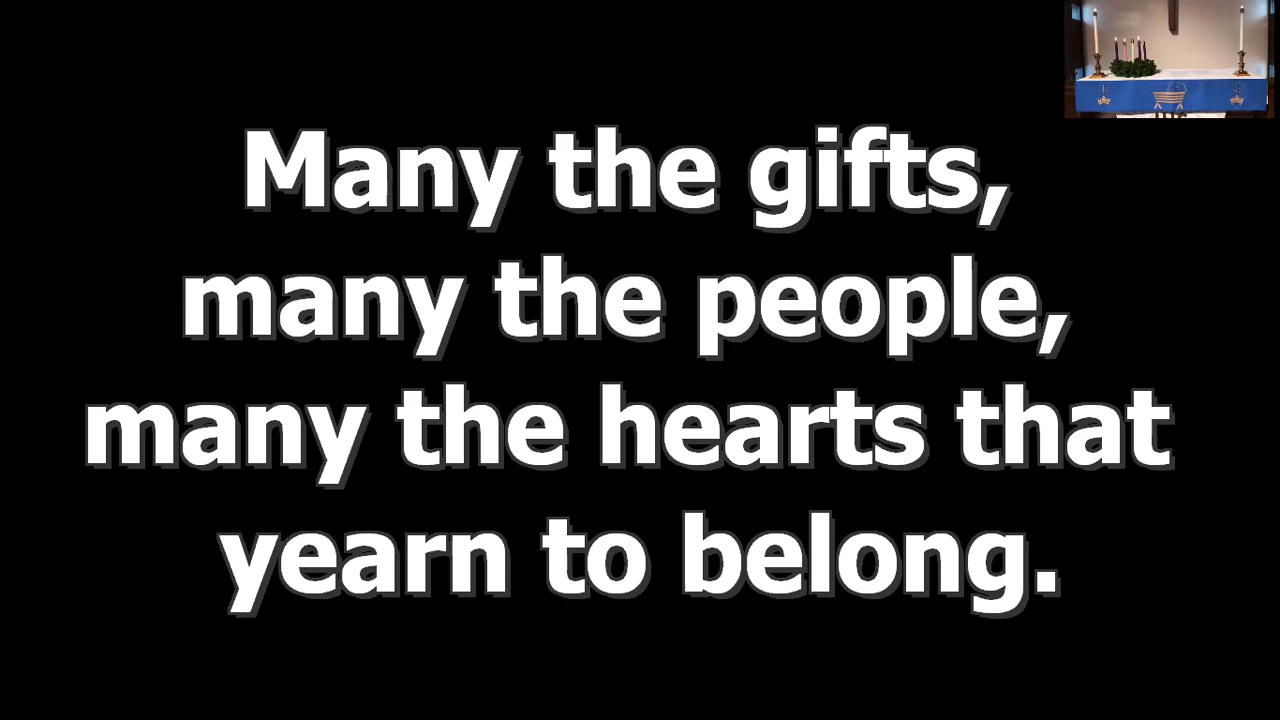 Many the gifts,
many the people,
many the hearts that
yearn to belong.